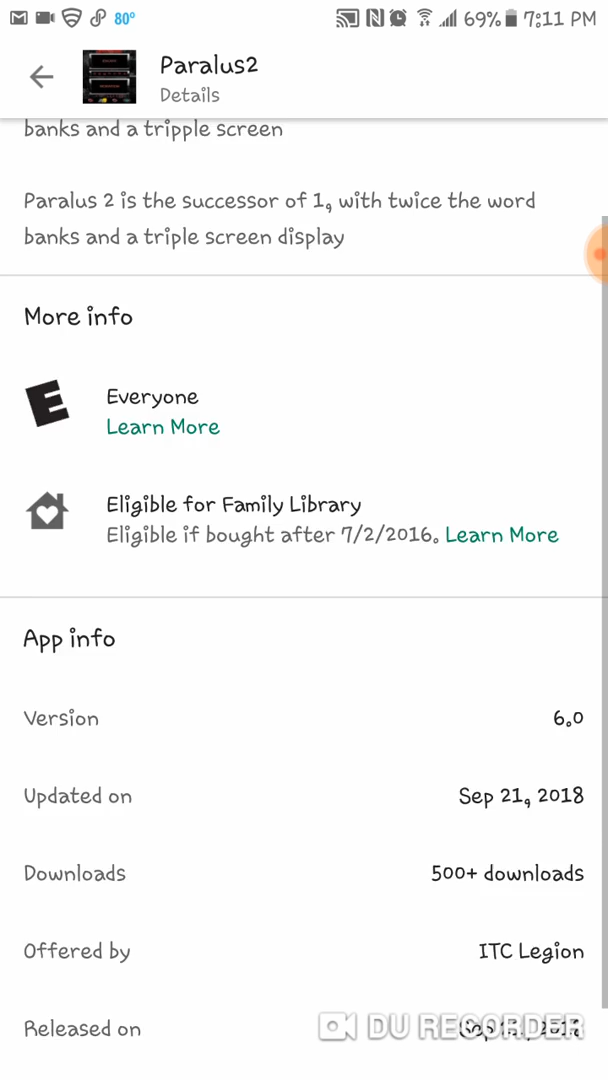 80° 69% 7:11 PM
Paralus2
Details
banks and a tripple screen
Paralus 2 is the successor of 1, with twice the word
banks and a triple screen display
More info
E Everyone
Learn More
Eligible for Family Library
Eligible if bought after 7/2/2016. Learn More
App info
Version 6.0
Updated on Sep 21, 2018
Downloads 500+ downloads
Offered by ITC Legion
Released on Sep 2018
DU RECORDER